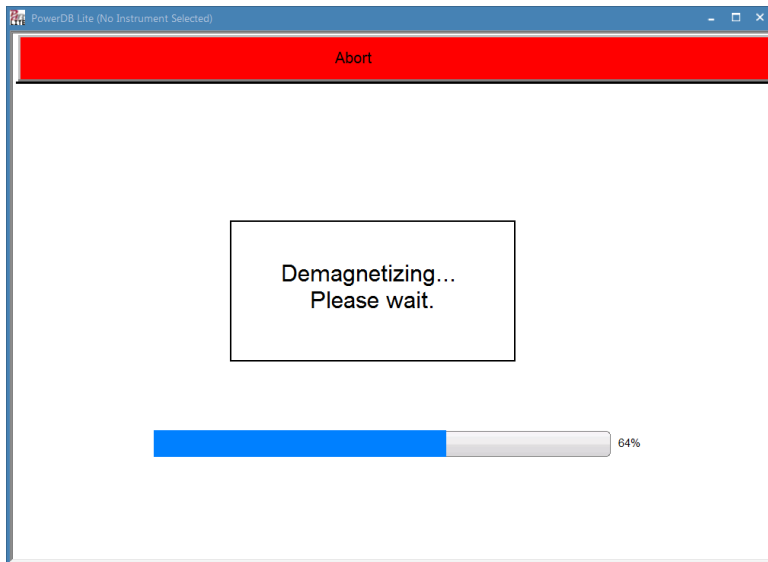 PowerDB Lite (No Instrument Selected)
Abort
Demagnetizing...
Please wait.
64%